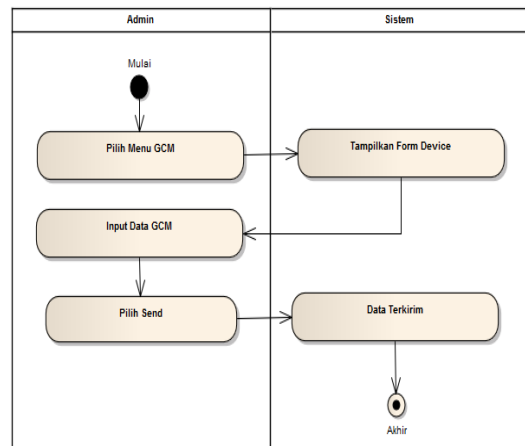 Admin
Sistem
Mulai
Pilih Menu GCM
Tampilkan Form Device
Input Data GCM
Pilih Send
Data Terkirim
Akhir